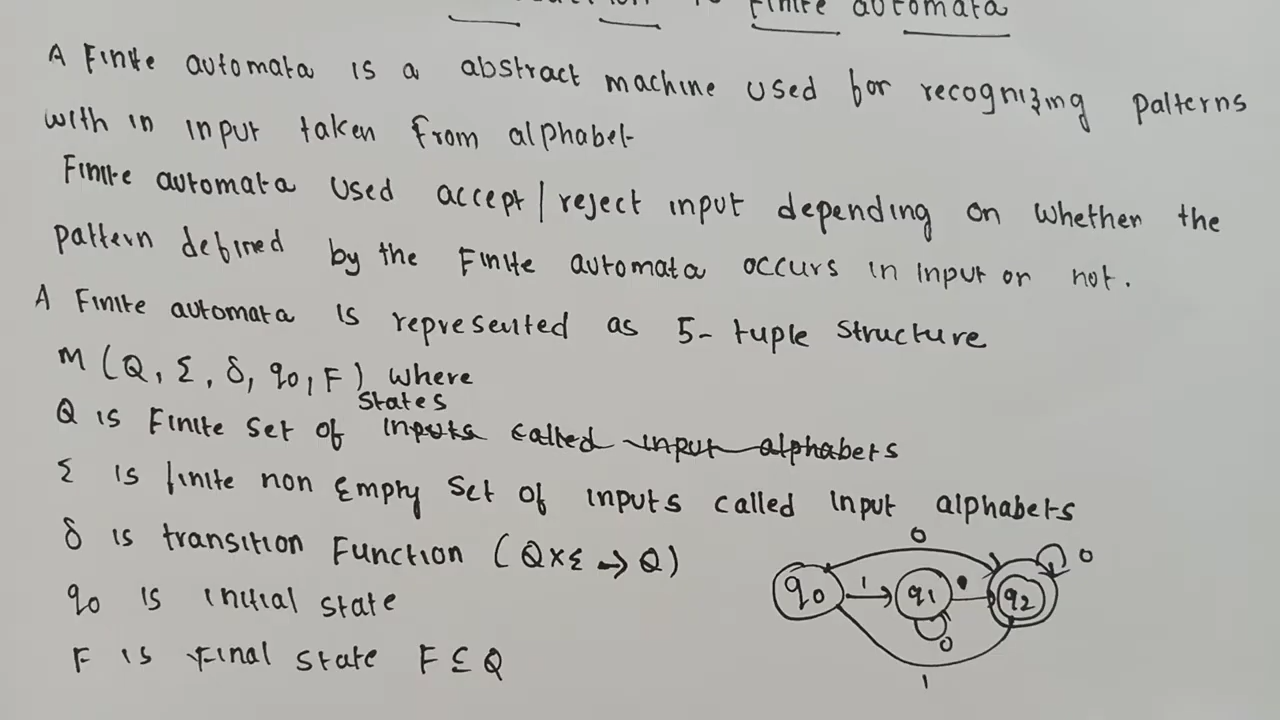 Finite automata
A Finite automata is a abstract machine used for recognizing patterns
with in input taken from alphabet
Finite automata used accept/reject input depending on whether the
pattern defined by the Finite automata occurs in input or not.
A Finite automata is represented as 5-tuple structure
M (Q, Σ, δ, q0, F) where
states
Q is Finite set of inputs called input alphabets
Σ is finite non Empty set of inputs called input alphabets
δ is transition Function (Q×Σ → Q)
q0 is initial state
F is Final state F ⊆ Q
0
0
q0 1 q1 q2
0
1